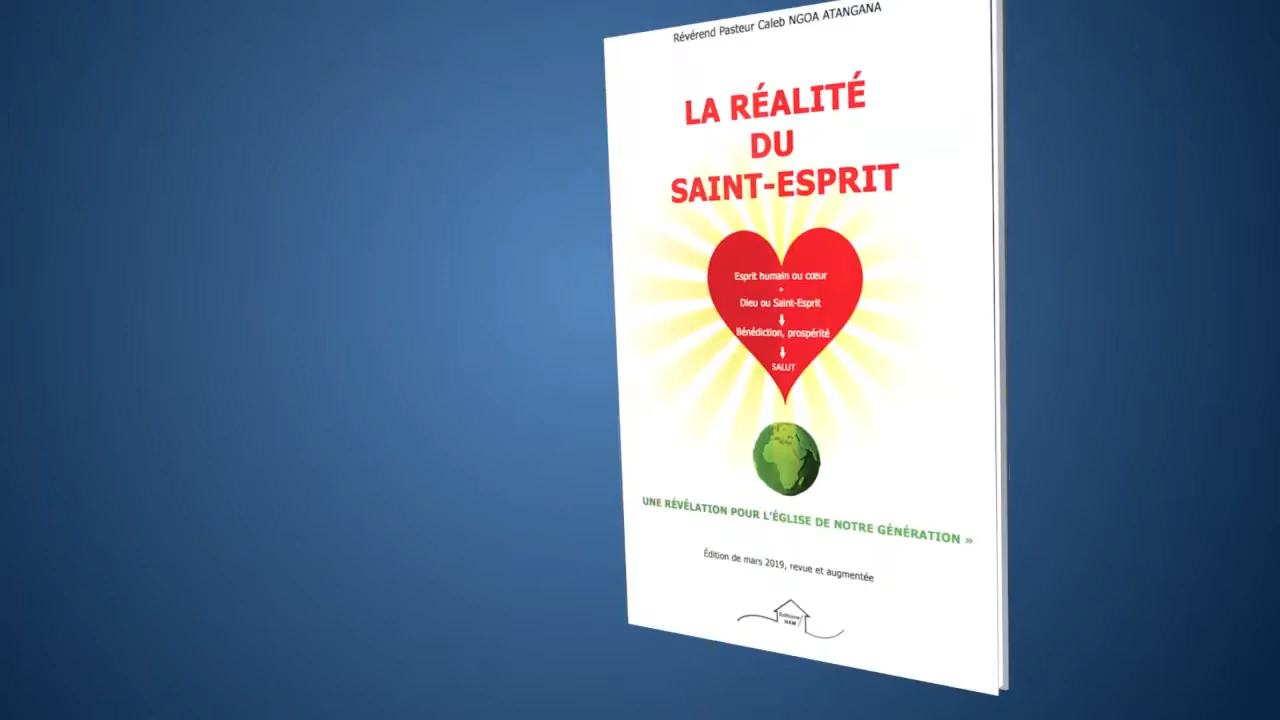 Révérend Pasteur Caleb NGOA ATANGANA
LA RÉALITÉ
DU
SAINT-ESPRIT
Esprit humain ou cœur
+
Dieu ou Saint-Esprit
Bénédiction, prospérité
SALUT
UNE RÉVÉLATION POUR L'ÉGLISE DE NOTRE GÉNÉRATION »
Édition de mars 2019, revue et augmentée
Éditions